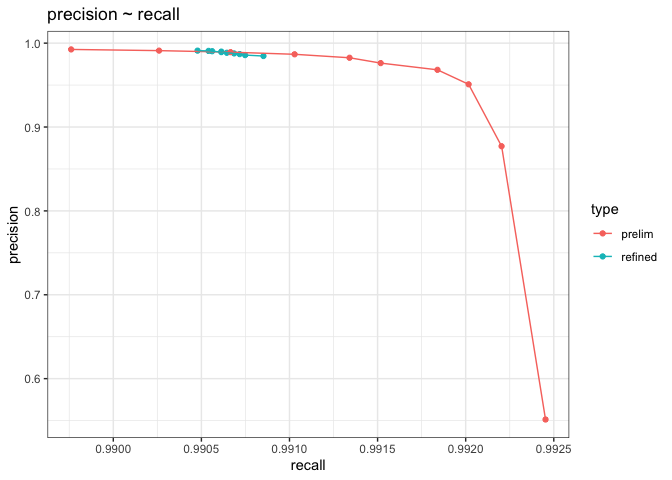 precision ~ recall
1.0
0.9
0.8
0.7
0.6
precision
0.9900 0.9905 0.9910 0.9915 0.9920 0.9925
recall
type
prelim
refined